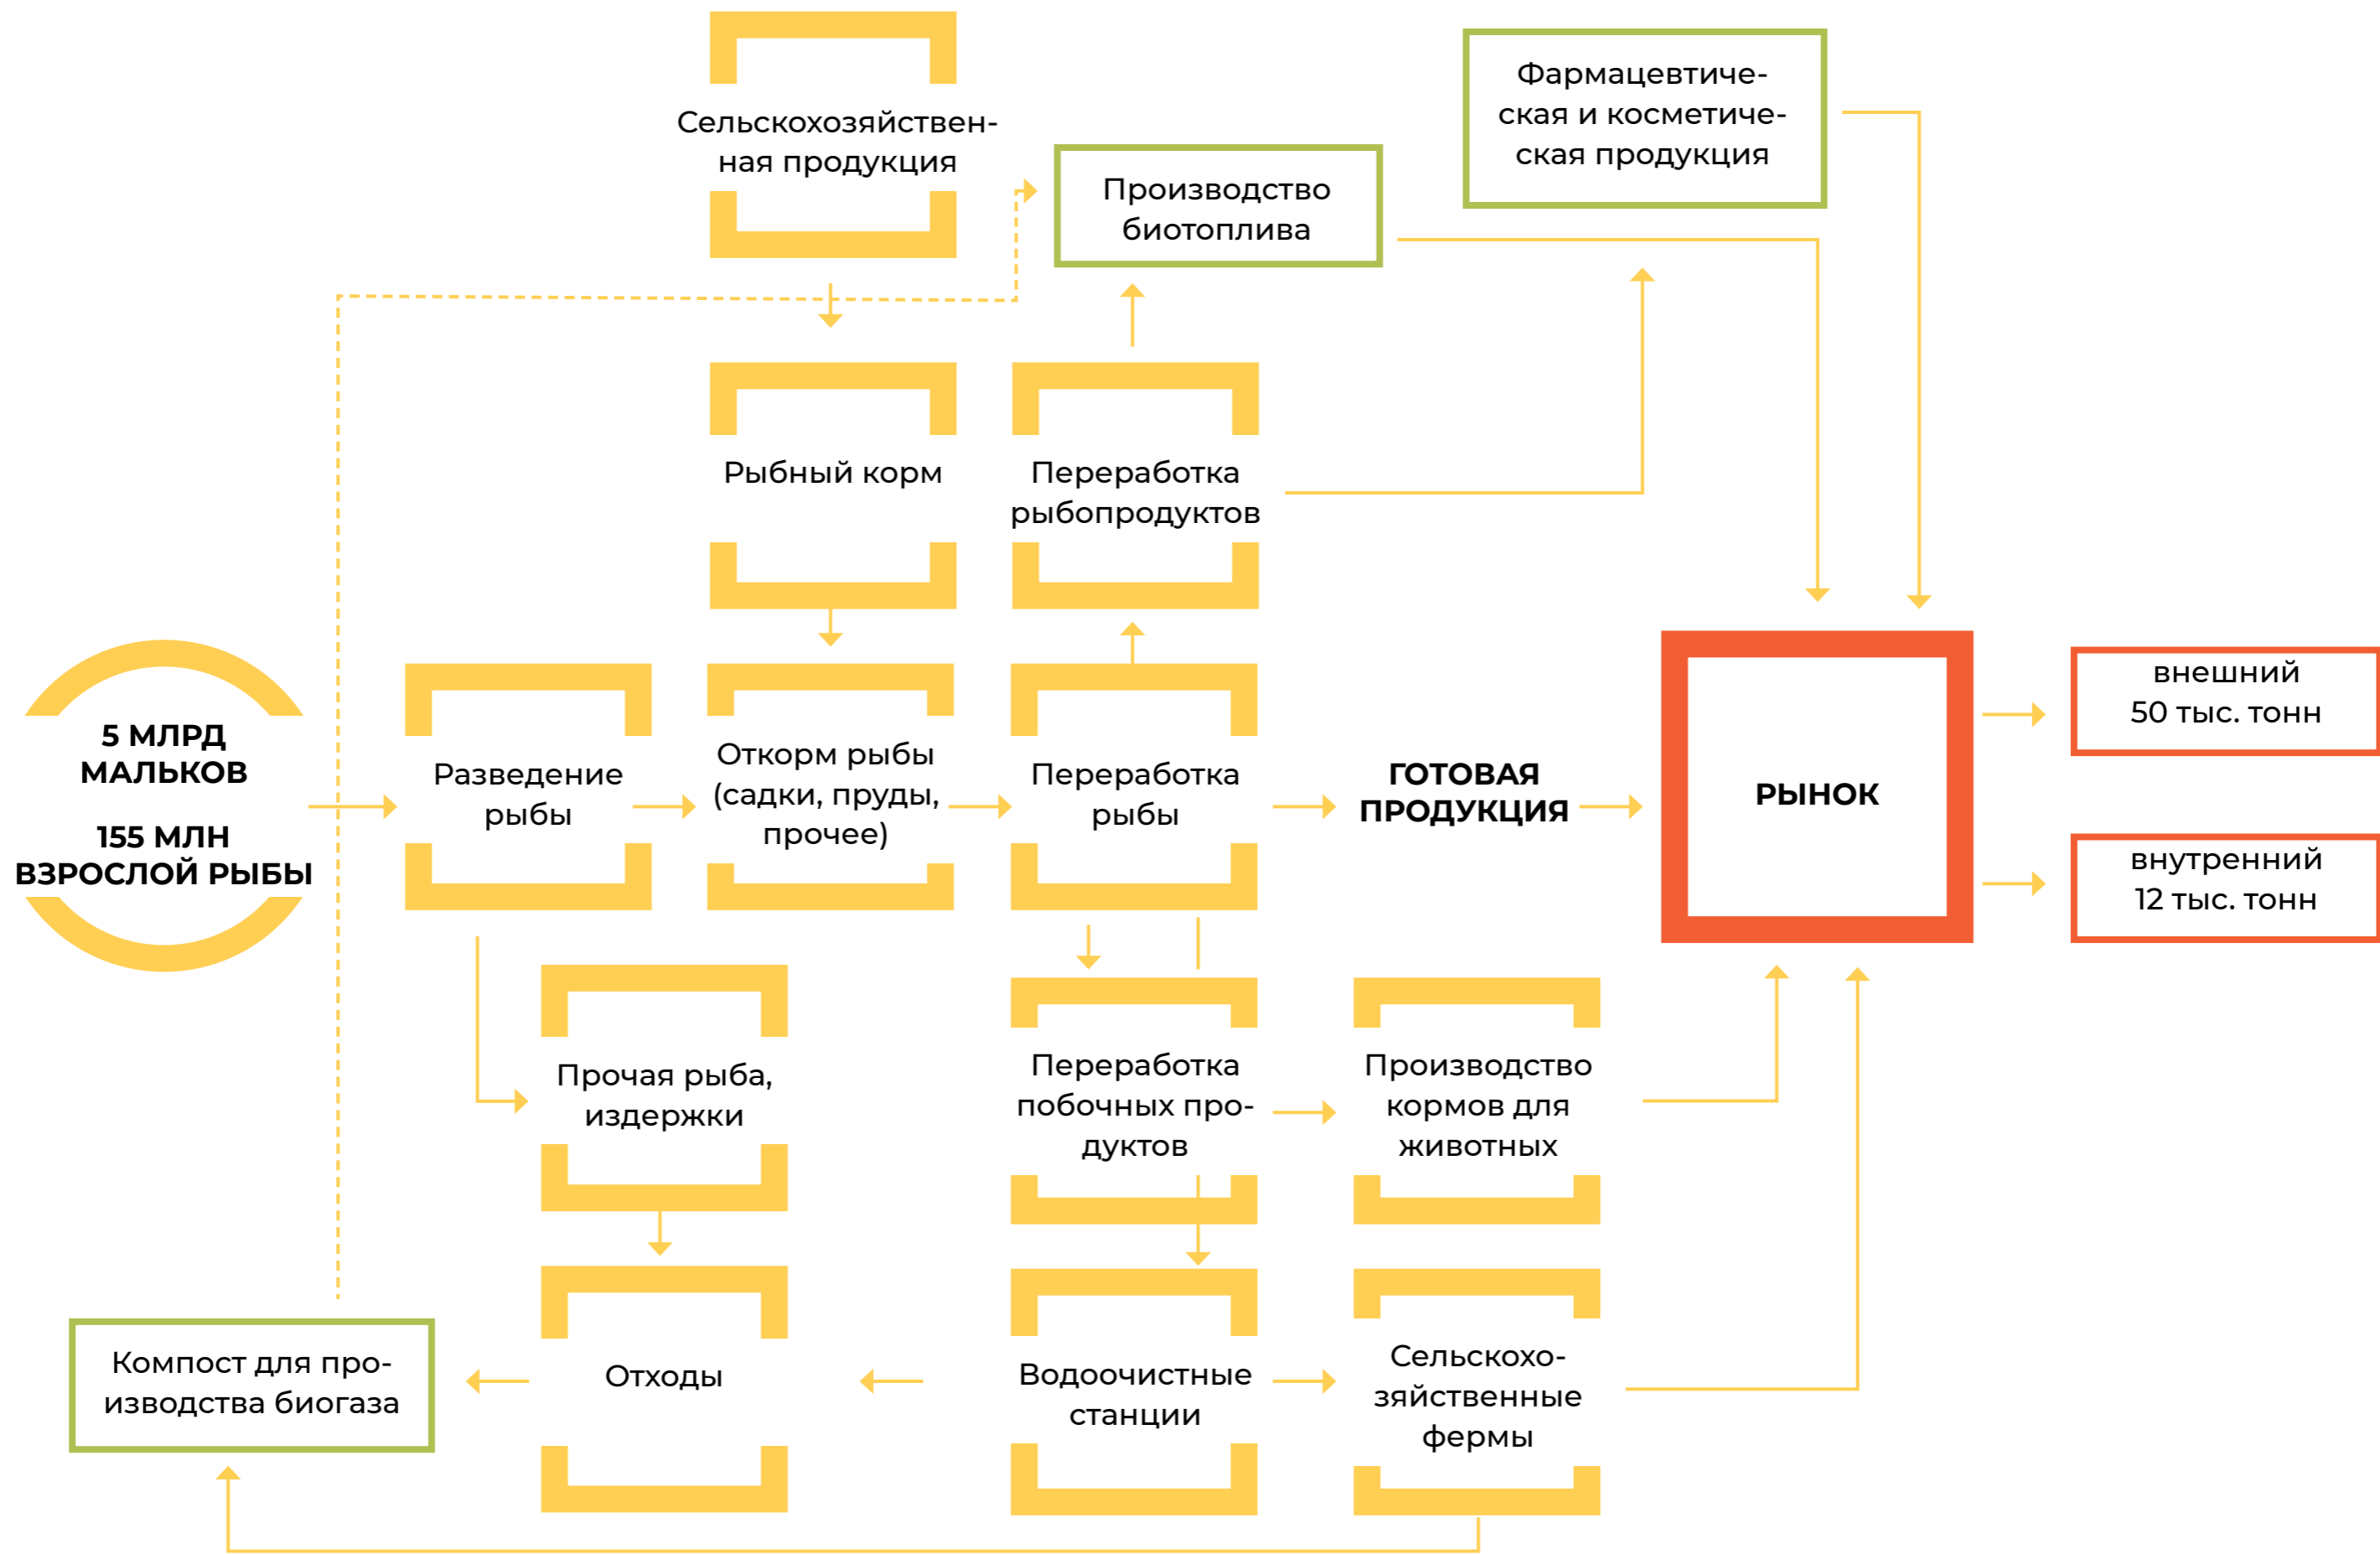 Сельскохозяйствен-
ная продукция
Фармацевтиче-
ская и косметиче-
ская продукция
Производство
биотоплива
Рыбный корм
Переработка
рыбопродуктов
5 МЛРД
МАЛЬКОВ
155 МЛН
ВЗРОСЛОЙ РЫБЫ
Разведение
рыбы
Откорм рыбы
(садки, пруды,
прочее)
Переработка
рыбы
ГОТОВАЯ
ПРОДУКЦИЯ
РЫНОК
внешний
50 тыс. тонн
внутренний
12 тыс. тонн
Прочая рыба,
издержки
Переработка
побочных про-
дуктов
Производство
кормов для
животных
Компост для про-
изводства биогаза
Отходы
Водоочистные
станции
Сельскохо-
зяйственные
фермы